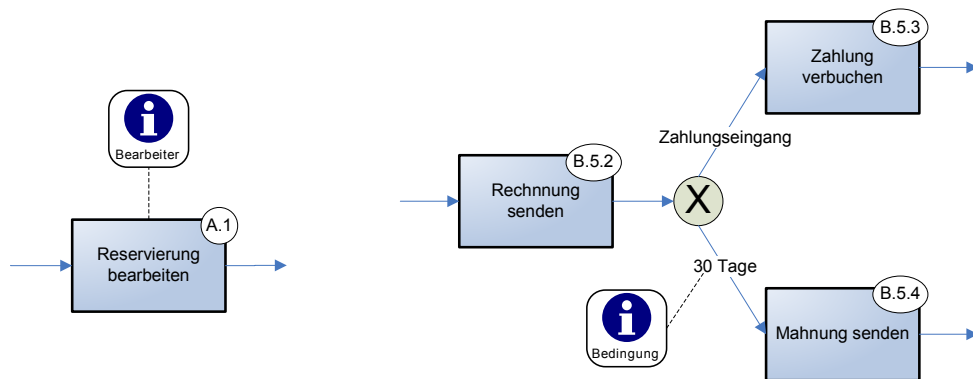 i
Bearbeiter
A.1
Reservierung
bearbeiten
B.5.2
Rechnnung
senden
X
Zahlungseingang
B.5.3
Zahlung
verbuchen
30 Tage
i
Bedingung
B.5.4
Mahnung senden